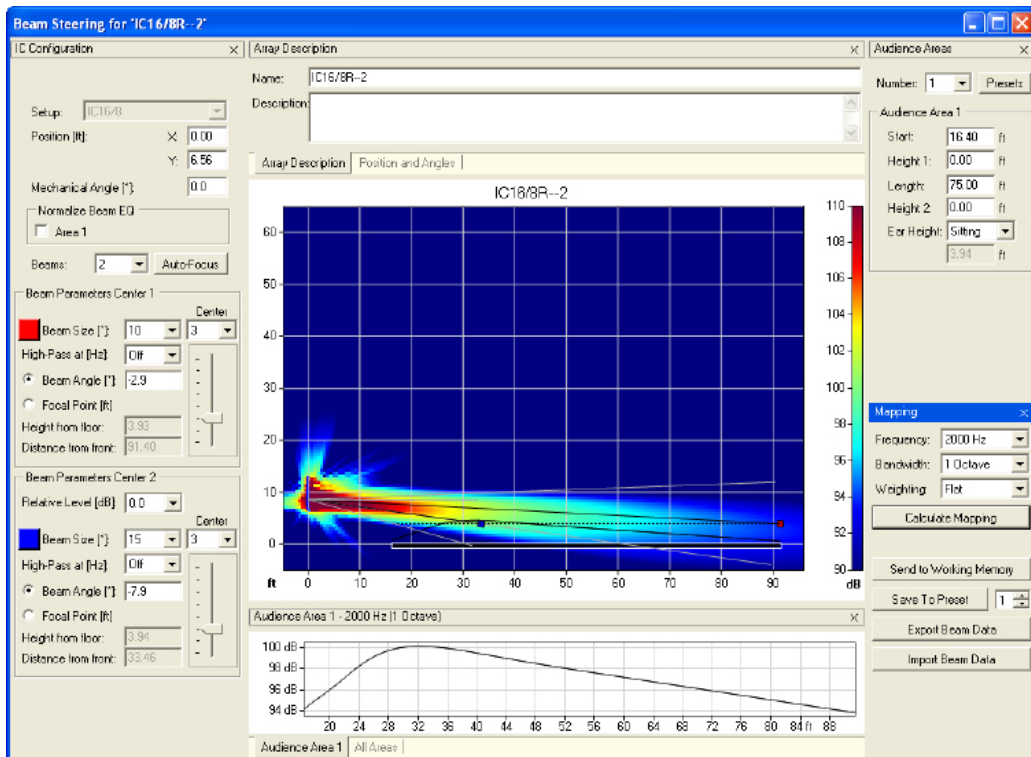 Beam Steering for 'IC16/8R--2'
IC Configuration
Setup: IC16/8
Position [ft]: X: 0.00
Y: 6.56
Mechanical Angle [°]: 0.0
Normalize Beam EQ
Area 1
Beams: 2 Auto-Focus
Beam Parameters Center 1
Center
Beam Size [°]: 10 3
High-Pass at [Hz]: Off
Beam Angle [°]: -2.9
Focal Point [ft]
Height from floor: 3.93
Distance from front: 91.40
Beam Parameters Center 2
Relative Level [dB]: 0.0
Center
Beam Size [°]: 15 3
High-Pass at [Hz]: Off
Beam Angle [°]: -7.9
Focal Point [ft]
Height from floor: 3.94
Distance from front: 33.46
Array Description
Name: IC16/8R--2
Description:
Array Description Position and Angles
IC16/8R--2
60
50
40
30
20
10
0
ft 0 10 20 30 40 50 60 70 80 90
110
108
106
104
102
100
98
96
94
92
90
dB
Audience Area 1 - 2000 Hz (1 Octave)
100 dB
98 dB
96 dB
94 dB
20 24 28 32 36 40 44 48 52 56 60 64 68 72 76 80 84 ft 88
Audience Area 1 All Areas
Audience Areas
Number: 1 Presets
Audience Area 1
Start: 16.40 ft
Height 1: 0.00 ft
Length: 75.00 ft
Height 2: 0.00 ft
Ear Height: Sitting
3.94 ft
Mapping
Frequency: 2000 Hz
Bandwidth: 1 Octave
Weighting: Flat
Calculate Mapping
Send to Working Memory
Save To Preset 1
Export Beam Data
Import Beam Data